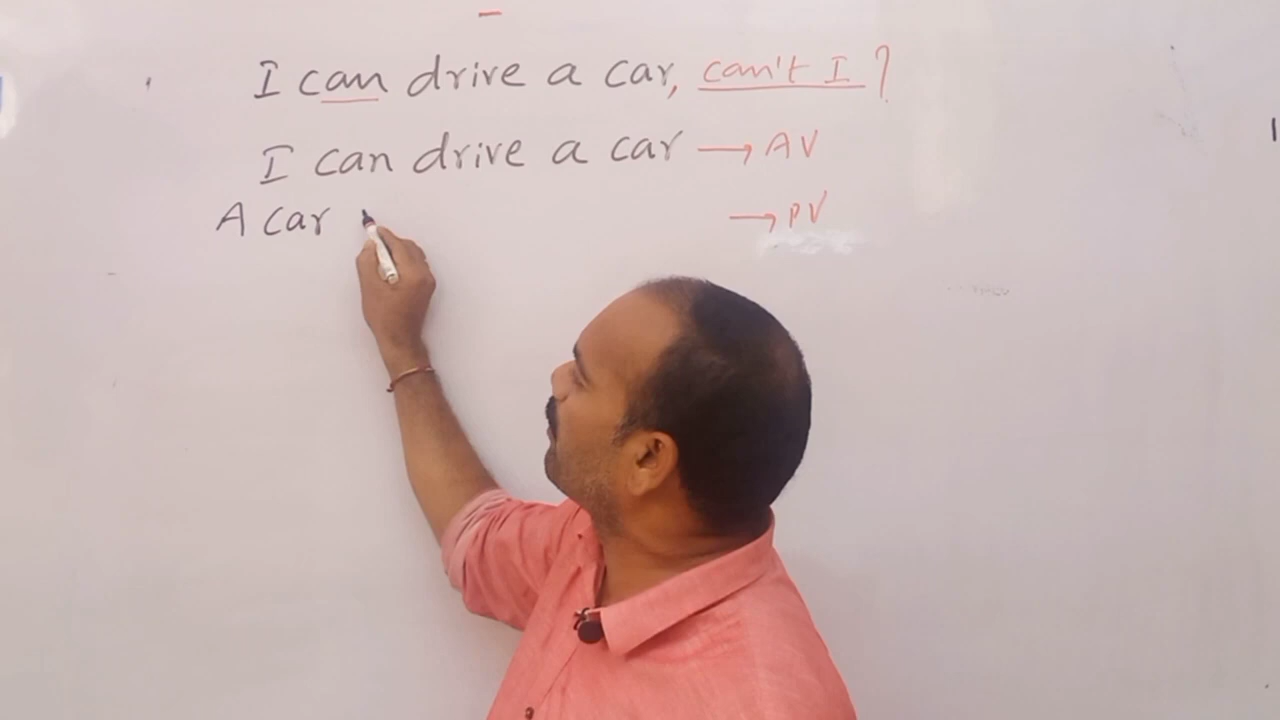 I can drive a car, can't I?
I can drive a car → AV
A car → PV